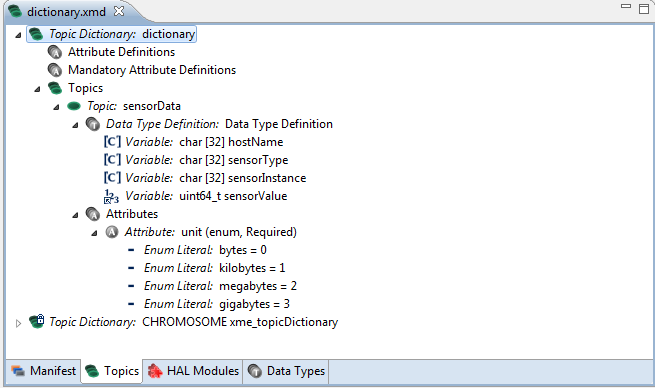 dictionary.xmd
Topic Dictionary: dictionary
Attribute Definitions
Mandatory Attribute Definitions
Topics
Topic: sensorData
Data Type Definition: Data Type Definition
Variable: char [32] hostName
Variable: char [32] sensorType
Variable: char [32] sensorInstance
Variable: uint64_t sensorValue
Attributes
Attribute: unit (enum, Required)
Enum Literal: bytes = 0
Enum Literal: kilobytes = 1
Enum Literal: megabytes = 2
Enum Literal: gigabytes = 3
Topic Dictionary: CHROMOSOME xme_topicDictionary
Manifest Topics HAL Modules Data Types